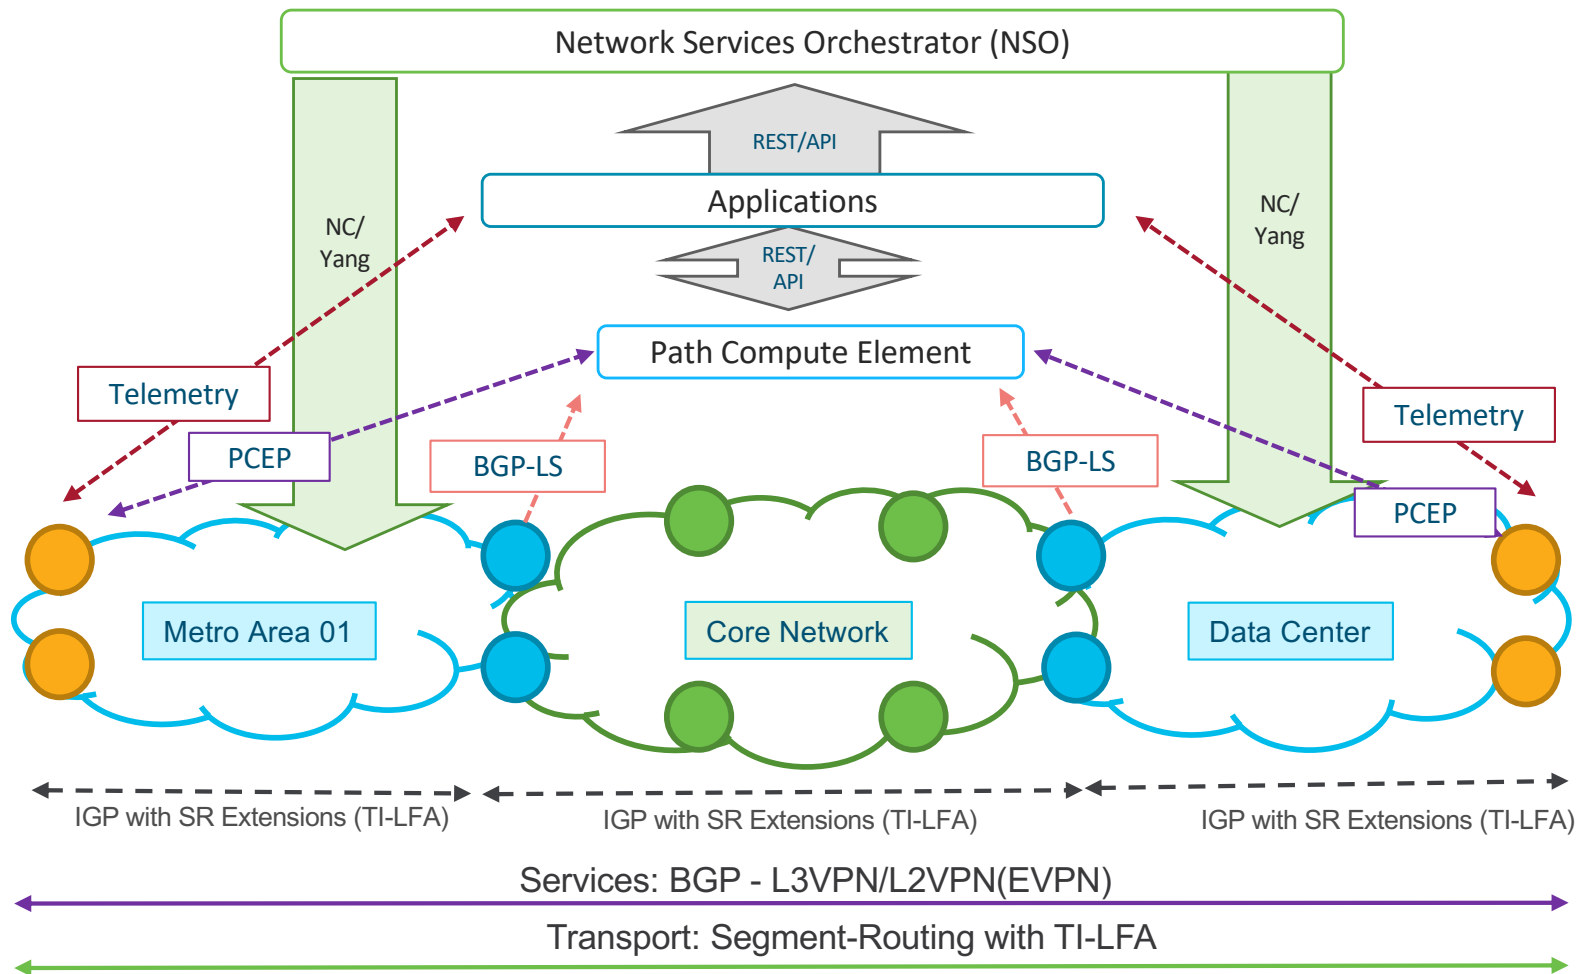 Network Services Orchestrator (NSO)
REST/API
Applications
NC/
Yang
NC/
Yang
REST/
API
Path Compute Element
Telemetry
Telemetry
PCEP
BGP-LS
BGP-LS
PCEP
Metro Area 01
Core Network
Data Center
IGP with SR Extensions (TI-LFA)
IGP with SR Extensions (TI-LFA)
IGP with SR Extensions (TI-LFA)
Services: BGP - L3VPN/L2VPN(EVPN)
Transport: Segment-Routing with TI-LFA